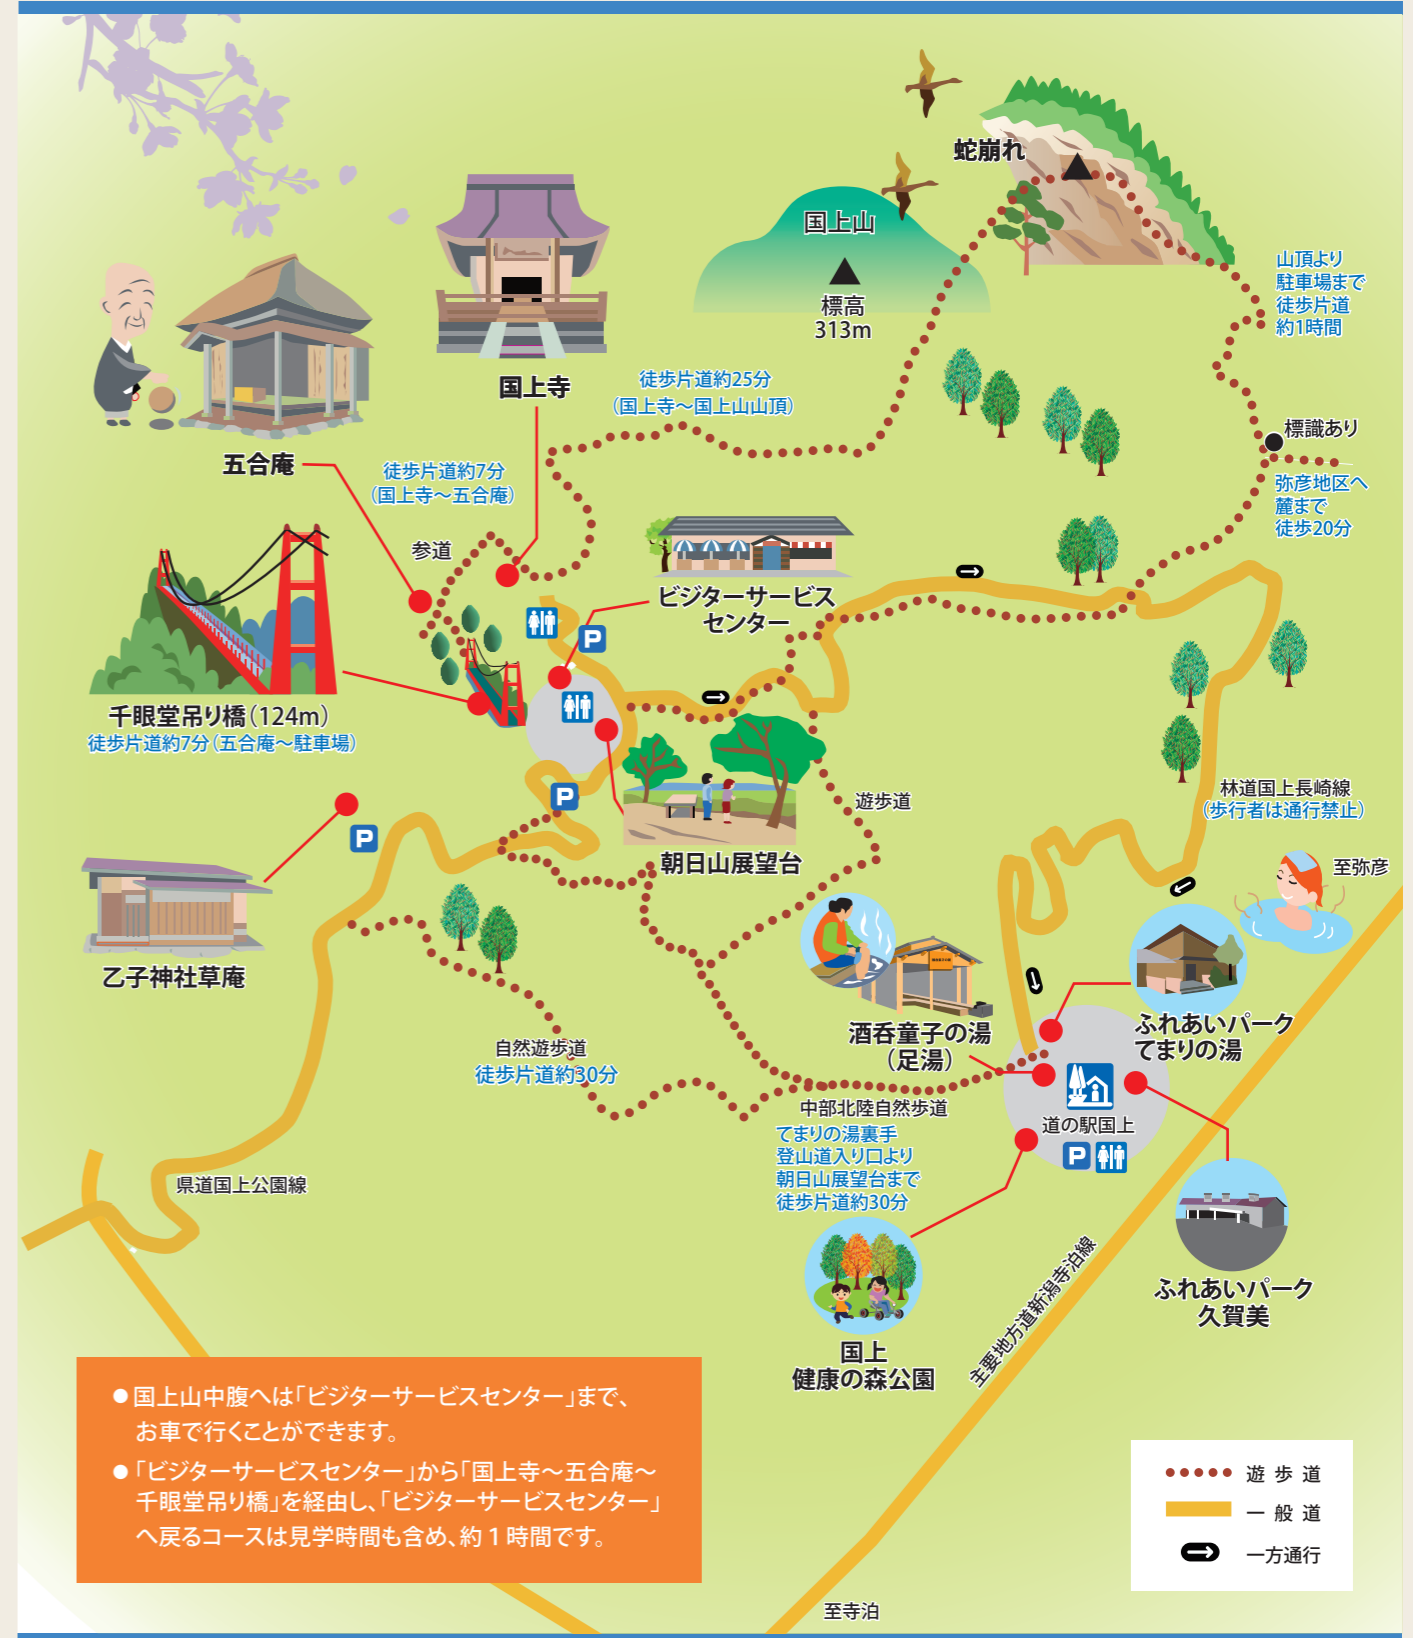 蛇崩れ
国上山
標高
313m
山頂より
駐車場まで
徒歩片道
約1時間
国上寺
徒歩片道約25分
（国上寺～国上山山頂）
標識あり
五合庵
徒歩片道約7分
（国上寺～五合庵）
弥彦地区へ
麓まで
徒歩20分
参道
ビジターサービス
センター
P
千眼堂吊り橋（124m）
徒歩片道約7分（五合庵～駐車場）
P
林道国上長崎線
（歩行者は通行禁止）
遊歩道
P
朝日山展望台
至弥彦
乙子神社草庵
酒呑童子の湯
（足湯）
ふれあいパーク
てまりの湯
自然遊歩道
徒歩片道約30分
中部北陸自然歩道
てまりの湯裏手
登山道入り口より
朝日山展望台まで
徒歩片道約30分
道の駅国上
P
県道国上公園線
主要地方道新潟寺泊線
ふれあいパーク
久賀美
国上
健康の森公園
●国上山中腹へは「ビジターサービスセンター」まで、
お車で行くことができます。
●「ビジターサービスセンター」から「国上寺～五合庵～
千眼堂吊り橋」を経由し、「ビジターサービスセンター」
へ戻るコースは見学時間も含め、約1時間です。
遊歩道
一般道
一方通行
至寺泊